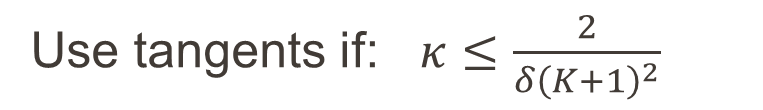 Use tangents if: κ ≤ 2 / δ(K+1)²